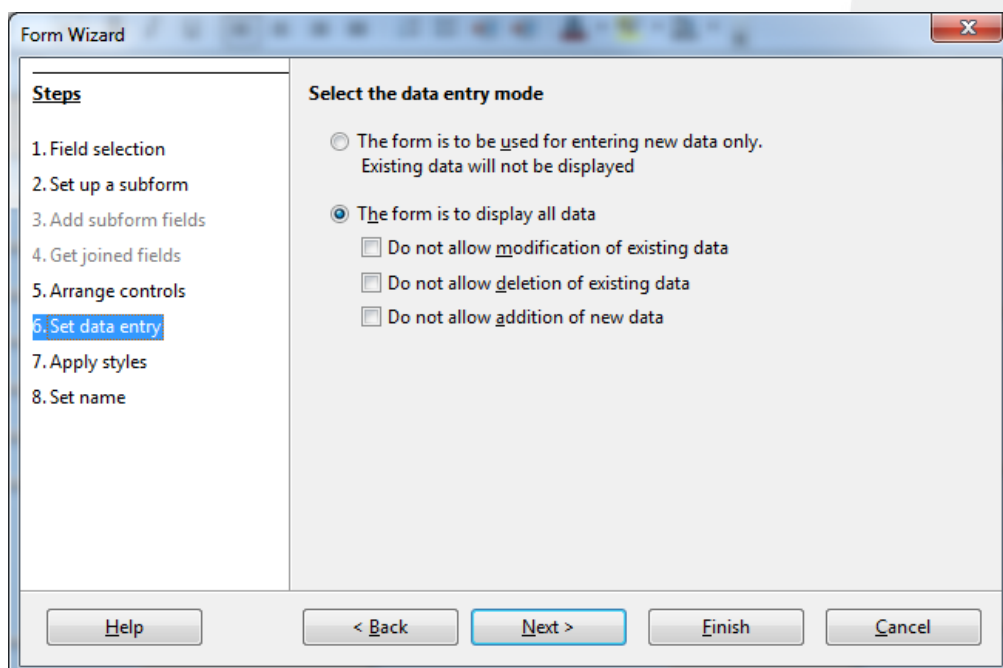 Form Wizard
Steps
1. Field selection
2. Set up a subform
3. Add subform fields
4. Get joined fields
5. Arrange controls
6. Set data entry
7. Apply styles
8. Set name
Select the data entry mode
The form is to be used for entering new data only.
Existing data will not be displayed
The form is to display all data
Do not allow modification of existing data
Do not allow deletion of existing data
Do not allow addition of new data
Help
< Back
Next >
Finish
Cancel